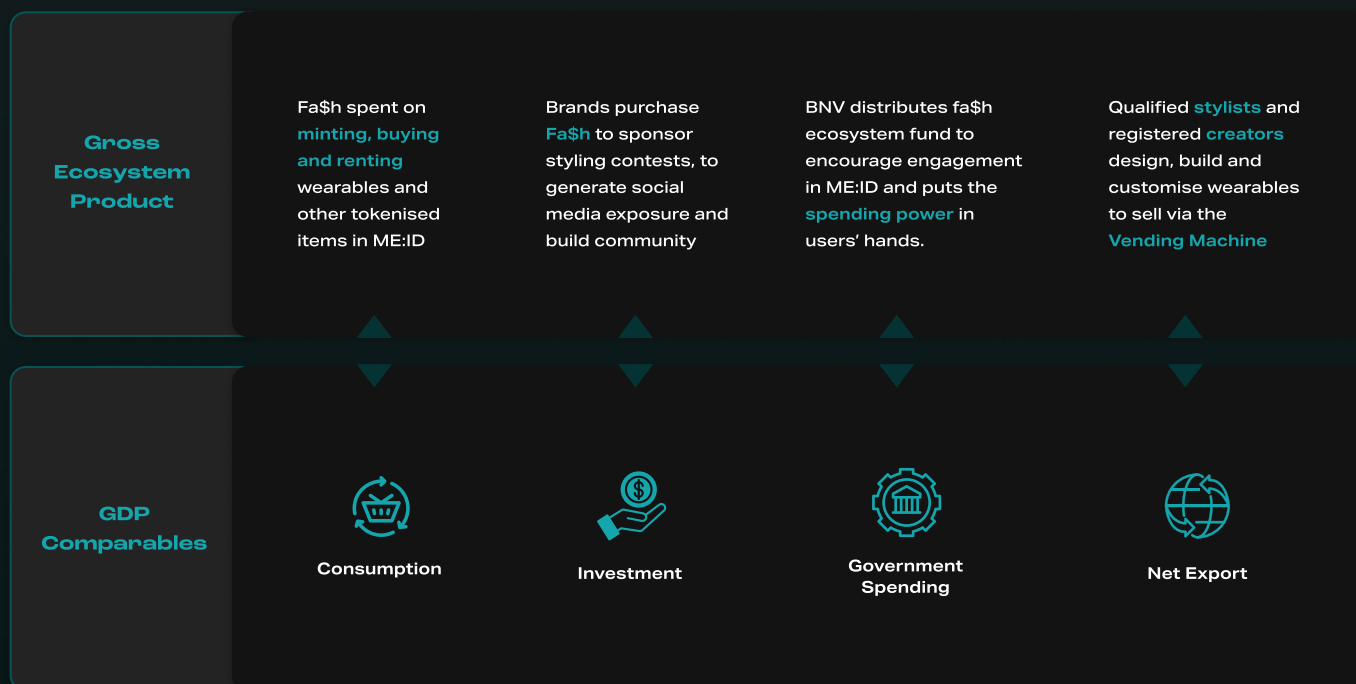 Gross
Ecosystem
Product
Fa$h spent on
minting, buying
and renting
wearables and
other tokenised
items in ME:ID
Brands purchase
Fa$h to sponsor
styling contests, to
generate social
media exposure and
build community
BNV distributes fa$h
ecosystem fund to
encourage engagement
in ME:ID and puts the
spending power in
users’ hands.
Qualified stylists and
registered creators
design, build and
customise wearables
to sell via the
Vending Machine
GDP
Comparables
$
Consumption
Investment
Government
Spending
Net Export